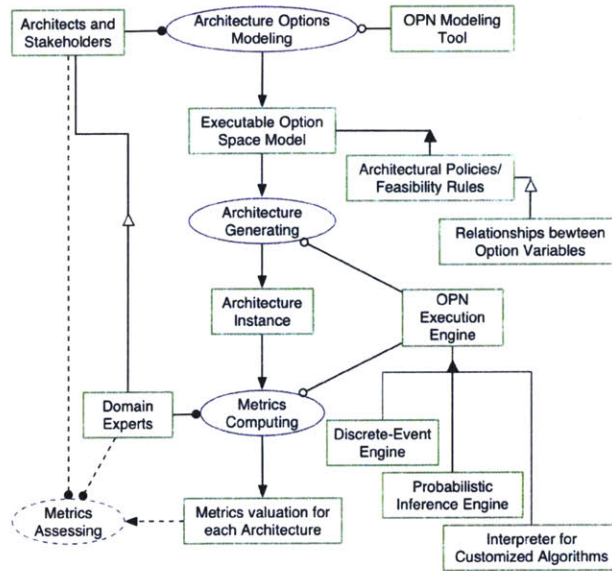 Architects and
Stakeholders
Architecture Options
Modeling
OPN Modeling
Tool
Executable Option
Space Model
Architectural Policies/
Feasibility Rules
Architecture
Generating
Relationships bewteen
Option Variables
Architecture
Instance
OPN
Execution
Engine
Domain
Experts
Metrics
Computing
Discrete-Event
Engine
Probabilistic
Inference Engine
Metrics
Assessing
Metrics valuation for
each Architecture
Interpreter for
Customized Algorithms